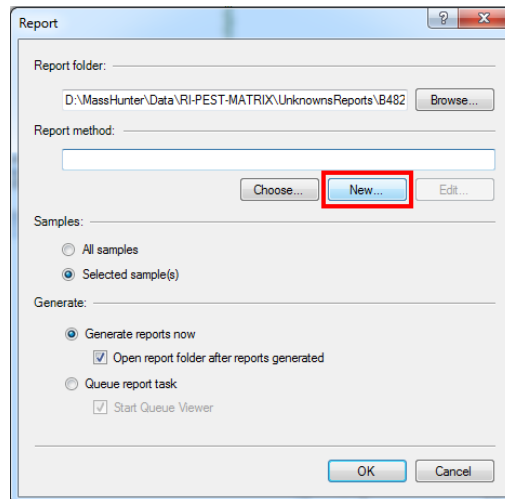 Report
Report folder:
D:\MassHunter\Data\RI-PEST-MATRIX\UnknownsReports\B482
Browse...
Report method:
Choose...
New...
Edit...
Samples:
All samples
Selected sample(s)
Generate:
Generate reports now
Open report folder after reports generated
Queue report task
Start Queue Viewer
OK
Cancel